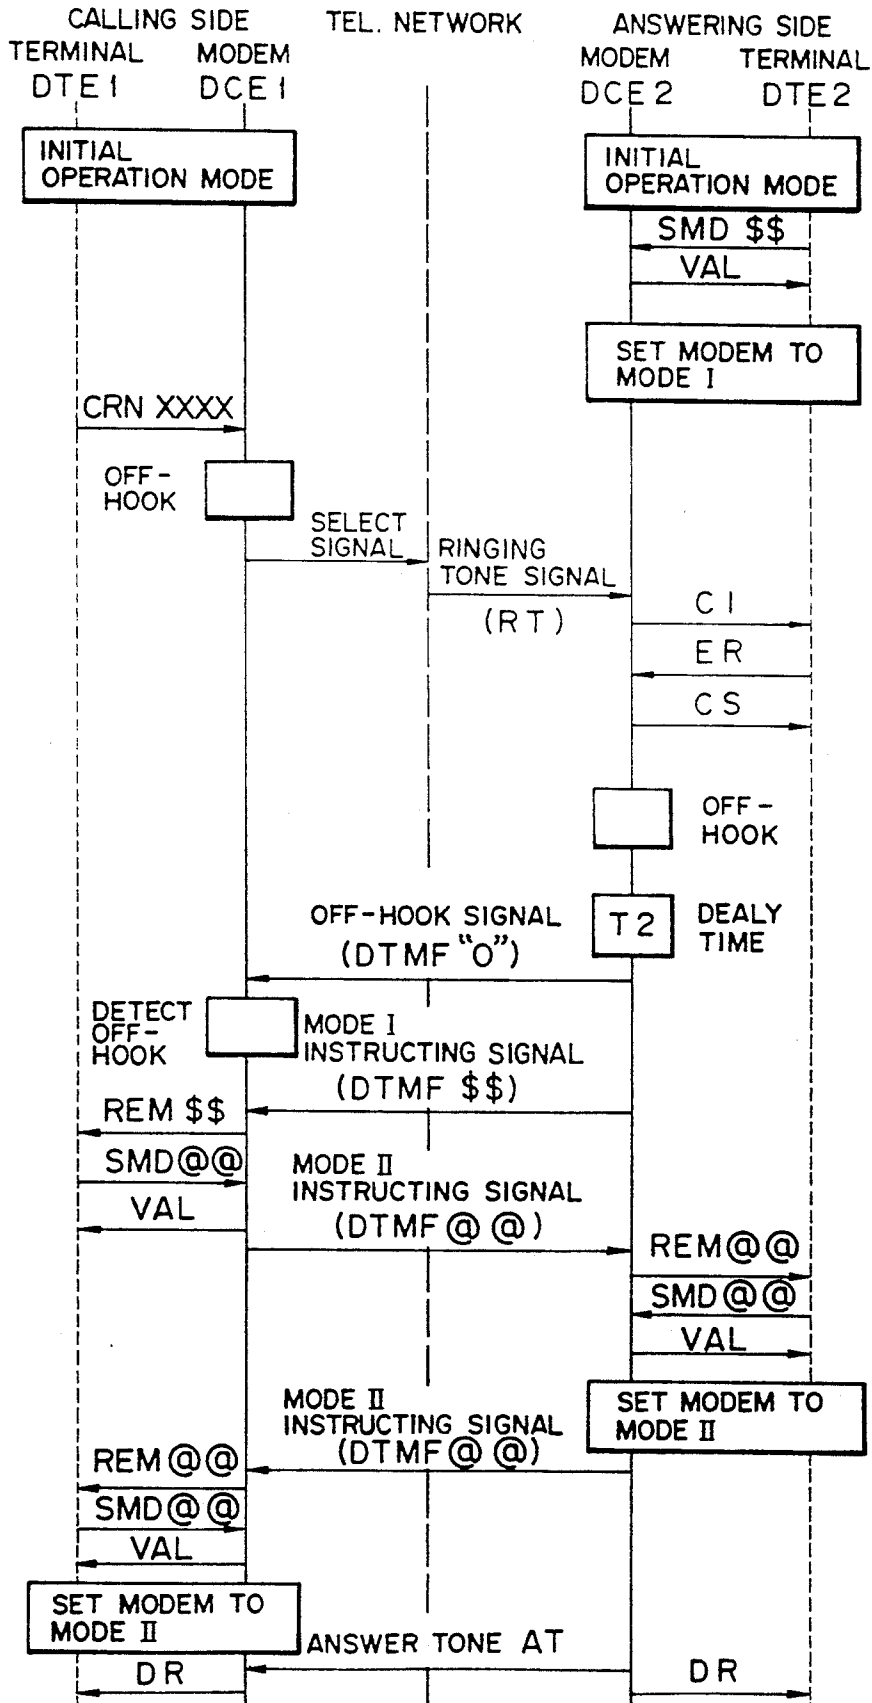 CALLING SIDE TEL. NETWORK ANSWERING SIDE
TERMINAL MODEM MODEM TERMINAL
DTE1 DCE1 DCE2 DTE2
INITIAL
OPERATION MODE
INITIAL
OPERATION MODE
SMD $$
VAL
SET MODEM TO
MODE I
CRN XXXX
OFF-
HOOK
SELECT
SIGNAL
RINGING
TONE SIGNAL
(RT)
CI
ER
CS
OFF-
HOOK
T2
DEALY
TIME
OFF-HOOK SIGNAL
(DTMF "0")
DETECT
OFF-
HOOK
MODE I
INSTRUCTING SIGNAL
(DTMF $$)
REM $$
SMD@@
VAL
MODE II
INSTRUCTING SIGNAL
(DTMF @ @)
REM@@
SMD@@
VAL
SET MODEM TO
MODE II
MODE II
INSTRUCTING SIGNAL
(DTMF @ @)
REM@@
SMD@@
VAL
SET MODEM TO
MODE II
ANSWER TONE AT
DR
DR